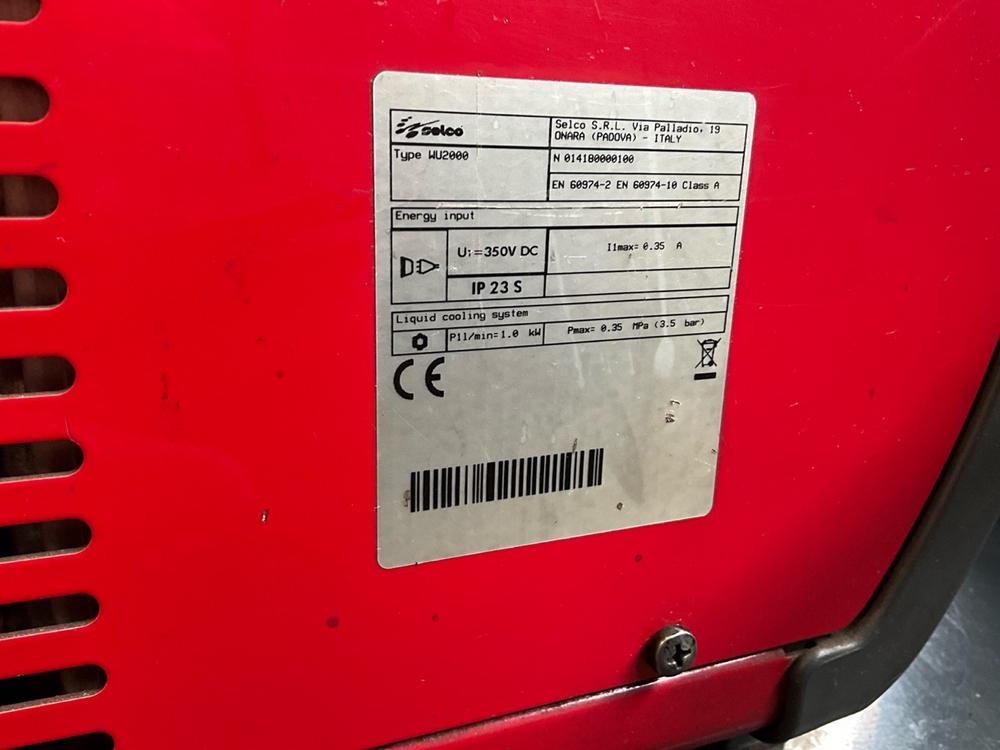 selco
Selco S.R.L. Via Palladio, 19
ONARA (PADOVA) - ITALY
Type WU2000
N 014180000100
EN 60974-2 EN 60974-10 Class A
Energy input
U₁=350V DC
I1max= 0.35 A
IP 23 S
Liquid cooling system
P1l/min=1.0 kW
Pmax= 0.35 MPa (3.5 bar)
CE